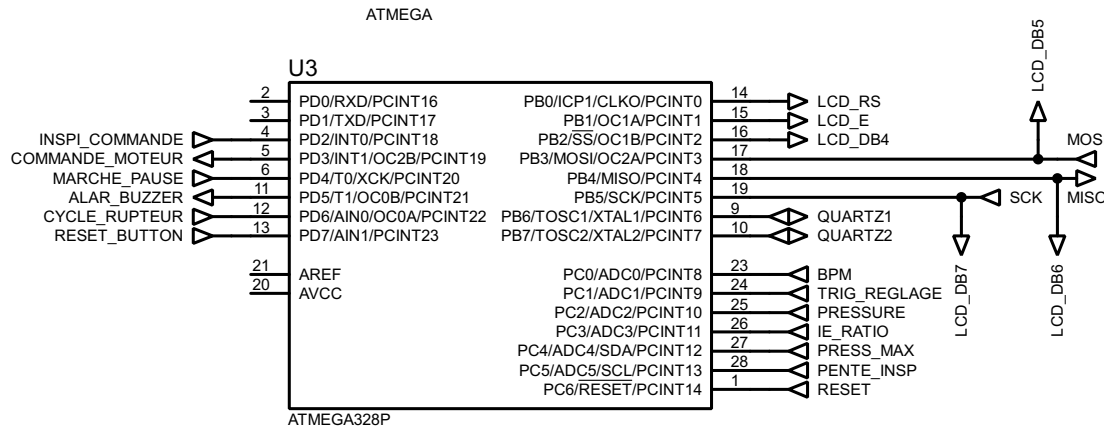 ATMEGA
U3
2 PD0/RXD/PCINT16 PB0/ICP1/CLKO/PCINT0 14 LCD_RS
3 PD1/TXD/PCINT17 PB1/OC1A/PCINT1 15 LCD_E
INSPI_COMMANDE 4 PD2/INT0/PCINT18 PB2/SS/OC1B/PCINT2 16 LCD_DB4
COMMANDE_MOTEUR 5 PD3/INT1/OC2B/PCINT19 PB3/MOSI/OC2A/PCINT3 17 LCD_DB5 MOS
MARCHE_PAUSE 6 PD4/T0/XCK/PCINT20 PB4/MISO/PCINT4 18 MISO
ALAR_BUZZER 11 PD5/T1/OC0B/PCINT21 PB5/SCK/PCINT5 19 SCK
CYCLE_RUPTEUR 12 PD6/AIN0/OC0A/PCINT22 PB6/TOSC1/XTAL1/PCINT6 9 QUARTZ1
RESET_BUTTON 13 PD7/AIN1/PCINT23 PB7/TOSC2/XTAL2/PCINT7 10 QUARTZ2
LCD_DB7 LCD_DB6
21 AREF PC0/ADC0/PCINT8 23 BPM
20 AVCC PC1/ADC1/PCINT9 24 TRIG_REGLAGE
PC2/ADC2/PCINT10 25 PRESSURE
PC3/ADC3/PCINT11 26 IE_RATIO
PC4/ADC4/SDA/PCINT12 27 PRESS_MAX
PC5/ADC5/SCL/PCINT13 28 PENTE_INSP
PC6/RESET/PCINT14 1 RESET
ATMEGA328P